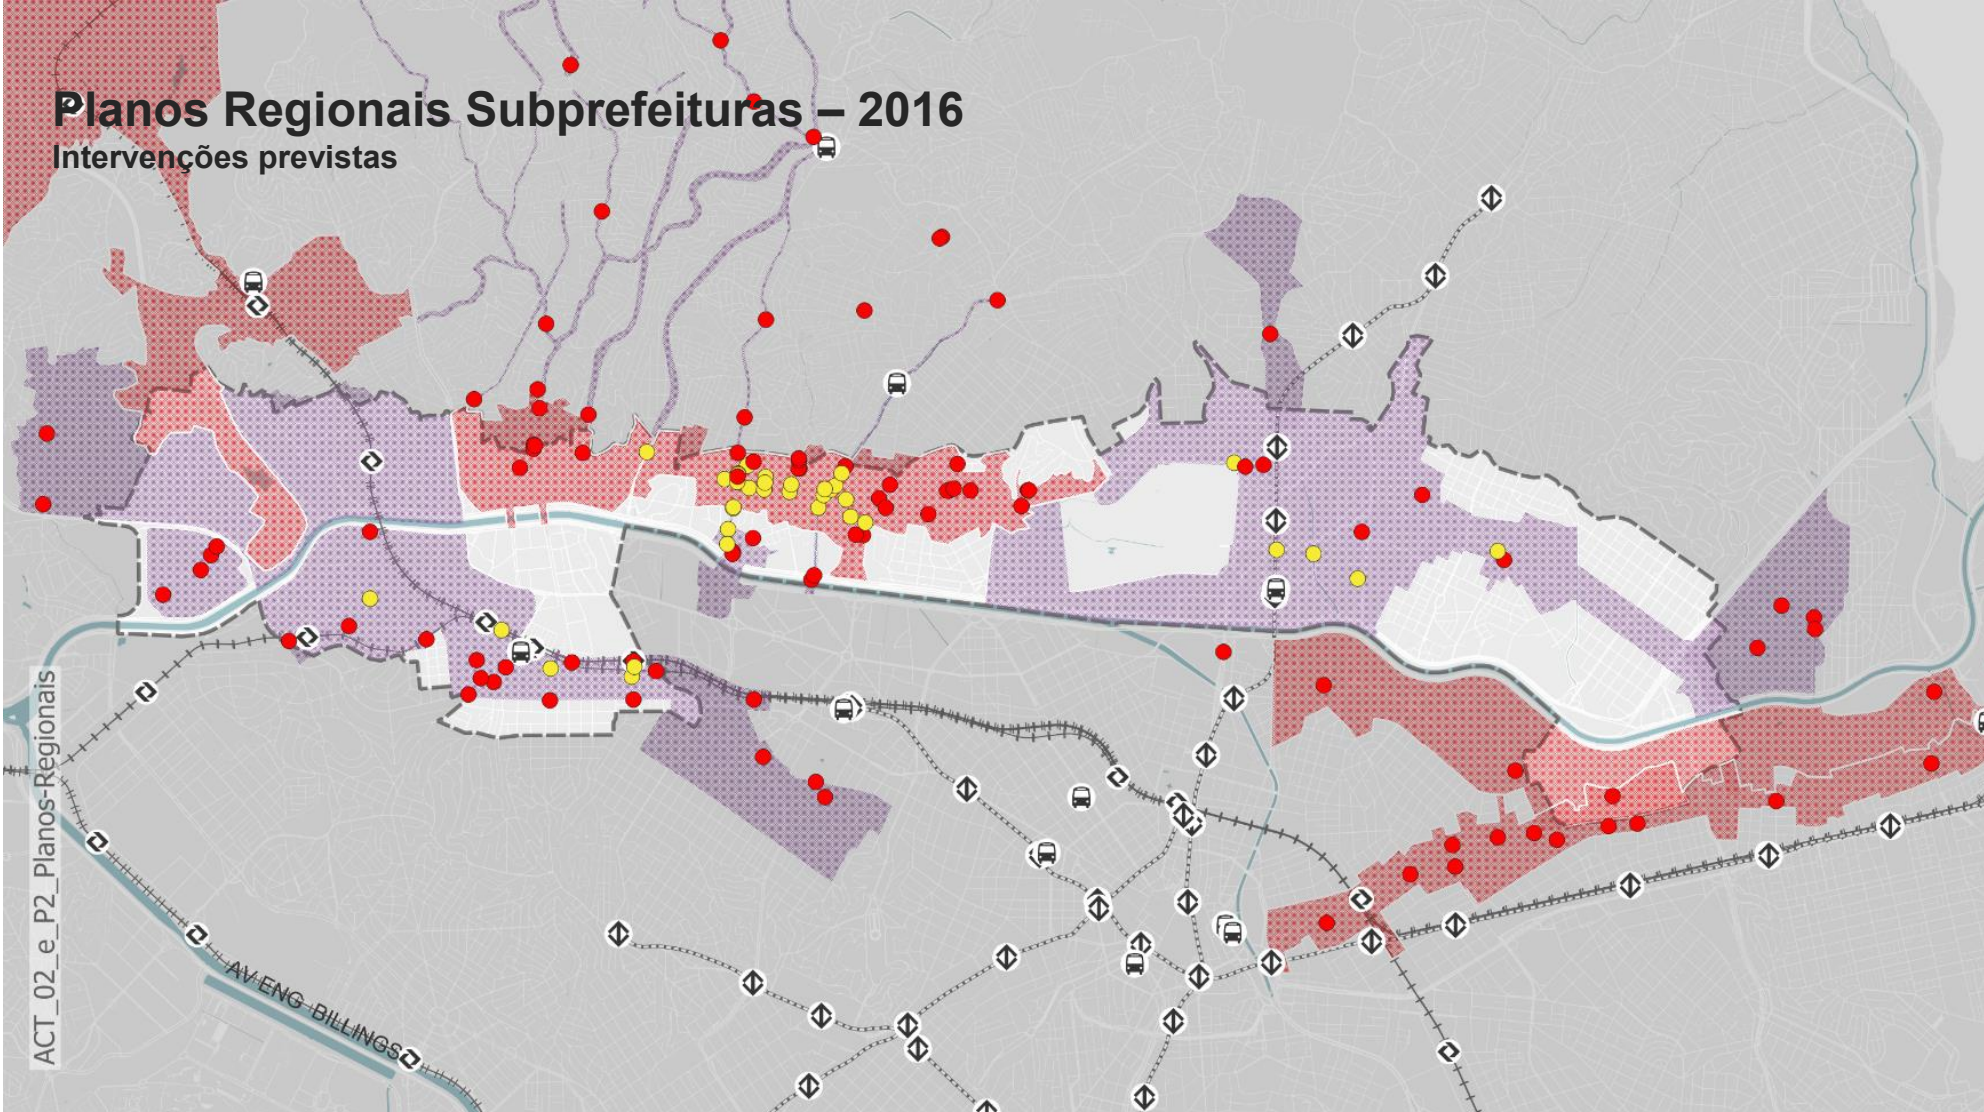 Planos Regionais Subprefeituras – 2016
Intervenções previstas
ACT_02_e_P2_Planos-Regionais
AV ENG BILLINGS